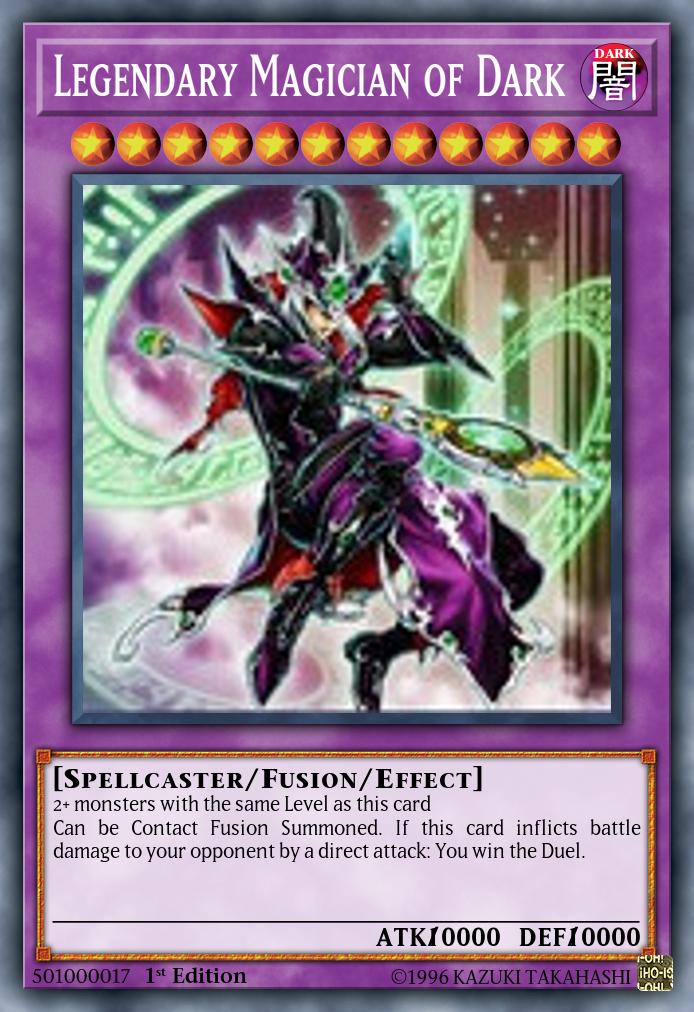 LEGENDARY MAGICIAN OF DARK
DARK
闇
[SPELLCASTER/FUSION/EFFECT]
2+ monsters with the same Level as this card
Can be Contact Fusion Summoned. If this card inflicts battle
damage to your opponent by a direct attack: You win the Duel.
ATK/10000 DEF/10000
501000017 1st Edition ©1996 KAZUKI TAKAHASHI